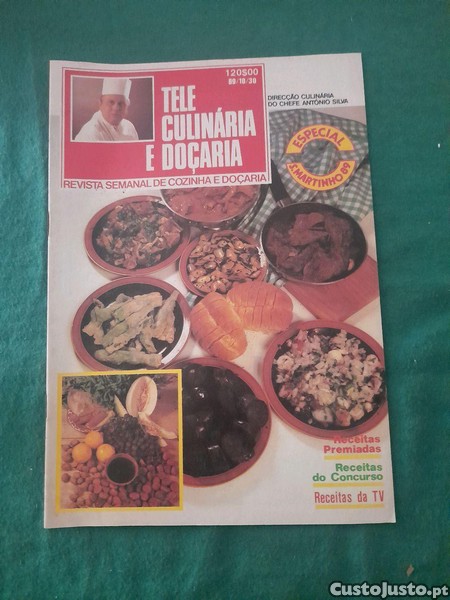 120$00
89/10/30
TELE
CULINÁRIA
E DOÇARIA
REVISTA SEMANAL DE COZINHA E DOÇARIA
DIRECÇÃO CULINÁRIA
DO CHEFE ANTÓNIO SILVA
ESPECIAL
S. MARTINHO 89
Receitas
Premiadas
Receitas
do Concurso
Receitas da TV
CustoJusto.pt